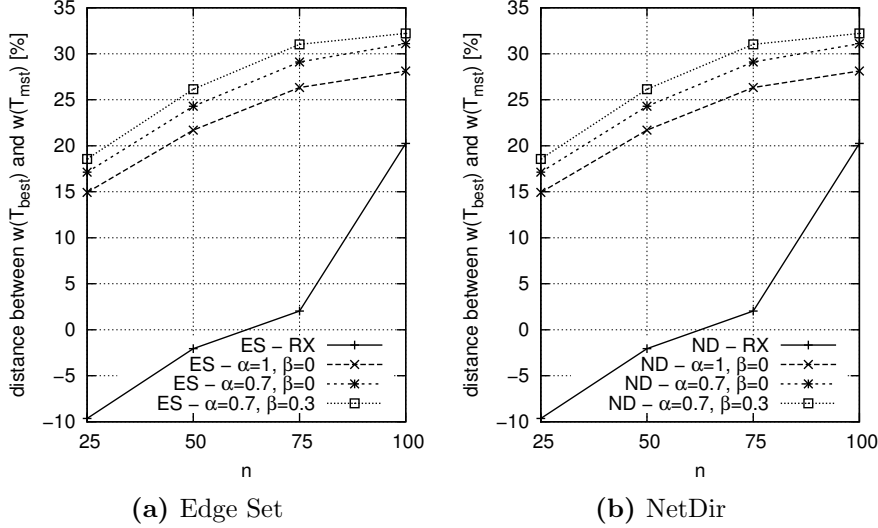 distance between w(T_best) and w(T_mst) [%]
35
30
25
20
15
10
5
0
−5
−10
25
50
75
100
n
ES − RX
ES − α=1, β=0
ES − α=0.7, β=0
ES − α=0.7, β=0.3
(a) Edge Set
distance between w(T_best) and w(T_mst) [%]
35
30
25
20
15
10
5
0
−5
−10
25
50
75
100
n
ND − RX
ND − α=1, β=0
ND − α=0.7, β=0
ND − α=0.7, β=0.3
(b) NetDir